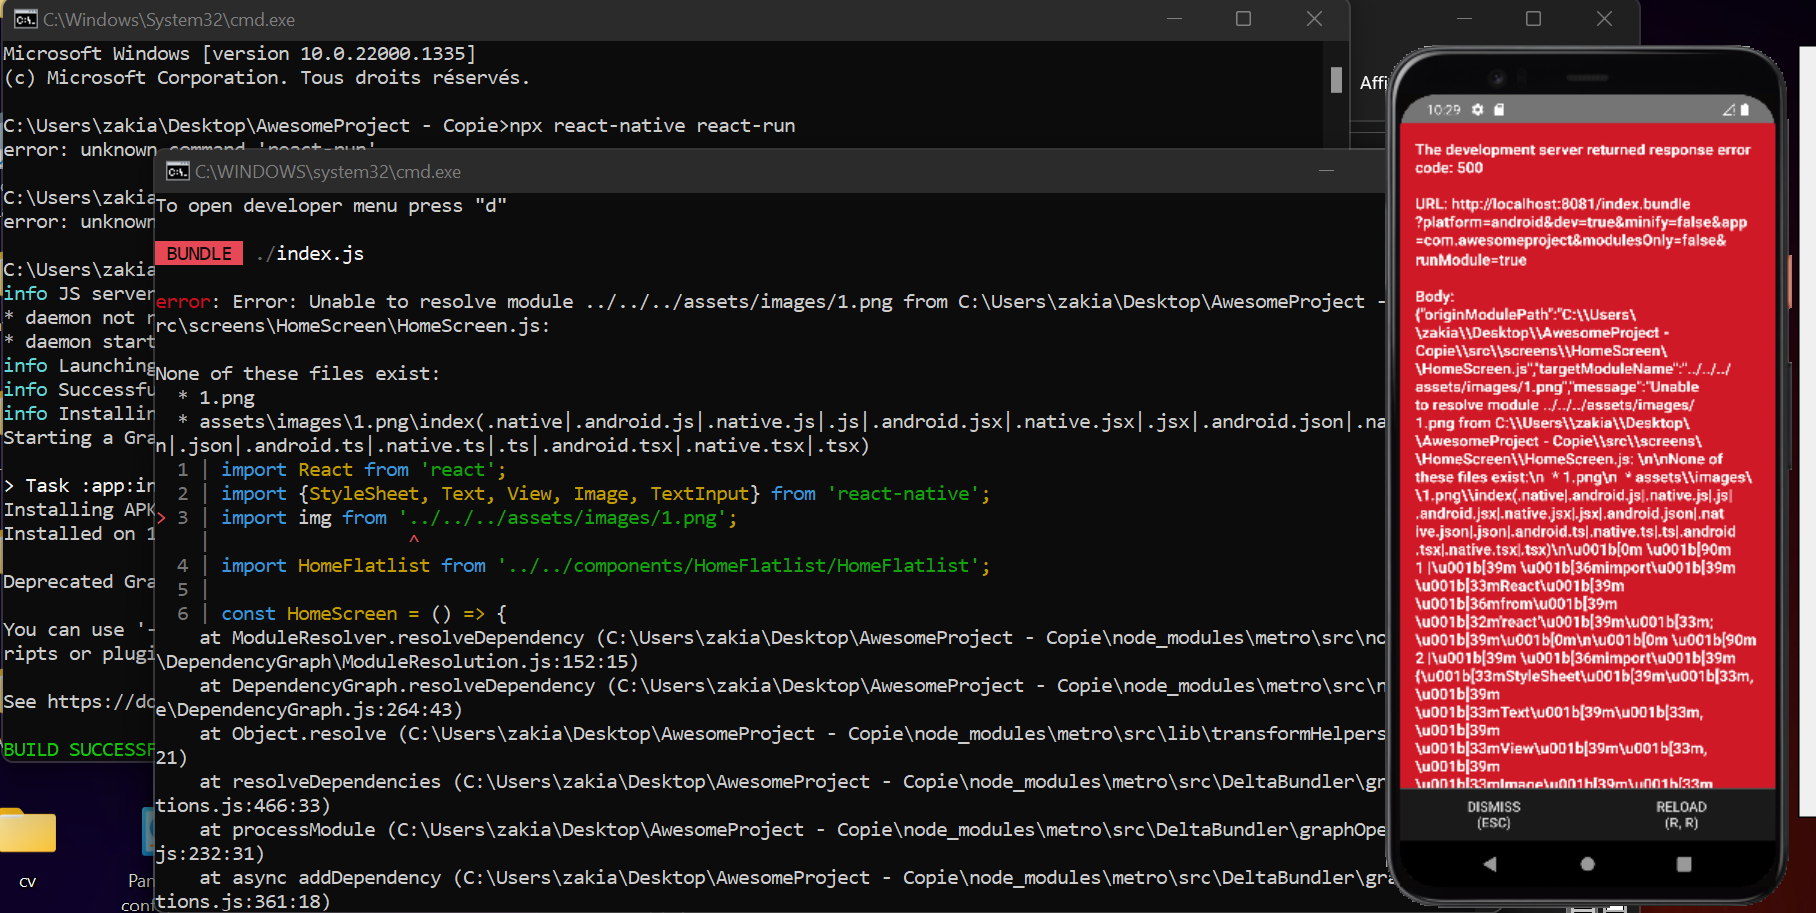 C:\Windows\System32\cmd.exe
Microsoft Windows [version 10.0.22000.1335]
(c) Microsoft Corporation. Tous droits réservés.
C:\Users\zakia\Desktop\AwesomeProject - Copie>npx react-native react-run
error: unknown command 'react-run'
C:\Users\zakia
error: unknown
C:\Users\zakia
info JS server
* daemon not r
* daemon start
info Launching
info Successfu
info Installin
Starting a Gra
> Task :app:in
Installing APK
Installed on 1
Deprecated Gra
You can use '-
ripts or plugi
See https://do
BUILD SUCCESSF
cv
Pan
conf
C:\WINDOWS\system32\cmd.exe
To open developer menu press "d"
BUNDLE ./index.js
error: Error: Unable to resolve module ../../../assets/images/1.png from C:\Users\zakia\Desktop\AwesomeProject -
rc\screens\HomeScreen\HomeScreen.js:
None of these files exist:
* 1.png
* assets\images\1.png\index(.native|.android.js|.native.js|.js|.android.jsx|.native.jsx|.jsx|.android.json|.na
n|.json|.android.ts|.native.ts|.ts|.android.tsx|.native.tsx|.tsx)
1 | import React from 'react';
2 | import {StyleSheet, Text, View, Image, TextInput} from 'react-native';
> 3 | import img from '../../../assets/images/1.png';
| ^
4 | import HomeFlatlist from '../../components/HomeFlatlist/HomeFlatlist';
5 |
6 | const HomeScreen = () => {
at ModuleResolver.resolveDependency (C:\Users\zakia\Desktop\AwesomeProject - Copie\node_modules\metro\src\no
\DependencyGraph\ModuleResolution.js:152:15)
at DependencyGraph.resolveDependency (C:\Users\zakia\Desktop\AwesomeProject - Copie\node_modules\metro\src\n
e\DependencyGraph.js:264:43)
at Object.resolve (C:\Users\zakia\Desktop\AwesomeProject - Copie\node_modules\metro\src\lib\transformHelpers
21)
at resolveDependencies (C:\Users\zakia\Desktop\AwesomeProject - Copie\node_modules\metro\src\DeltaBundler\gr
tions.js:466:33)
at processModule (C:\Users\zakia\Desktop\AwesomeProject - Copie\node_modules\metro\src\DeltaBundler\graphOpe
js:232:31)
at async addDependency (C:\Users\zakia\Desktop\AwesomeProject - Copie\node_modules\metro\src\DeltaBundler\gra
tions.js:361:18)
Affi
10:29
The development server returned response error
code: 500
URL: http://localhost:8081/index.bundle
?platform=android&dev=true&minify=false&app
=com.awesomeproject&modulesOnly=false&
runModule=true
Body:
{"originModulePath":"C:\\Users\
\zakia\\Desktop\\AwesomeProject -
Copie\\src\\screens\\HomeScreen\
\HomeScreen.js","targetModuleName":"../../../
assets/images/1.png","message":"Unable
to resolve module ../../../assets/images/
1.png from C:\\Users\\zakia\\Desktop\
\AwesomeProject - Copie\\src\\screens\
\HomeScreen\\HomeScreen.js: \n\nNone of
these files exist:\n  * 1.png\n  * assets\\images\
\1.png\\index(.native|.android.js|.native.js|.js|
.android.jsx|.native.jsx|.jsx|.android.json|.nat
ive.json|.json|.android.ts|.native.ts|.ts|.android
.tsx|.native.tsx|.tsx)\n\u001b[0m \u001b[90m
1 |\u001b[39m \u001b[36mimport\u001b[39m
\u001b[33mReact\u001b[39m
\u001b[36mfrom\u001b[39m
\u001b[32m'react'\u001b[39m\u001b[33m;
\u001b[39m\u001b[0m\n\u001b[0m \u001b[90m
2 |\u001b[39m \u001b[36mimport\u001b[39m
{\u001b[33mStyleSheet\u001b[39m\u001b[33m,
\u001b[39m
\u001b[33mText\u001b[39m\u001b[33m,
\u001b[39m
\u001b[33mView\u001b[39m\u001b[33m,
\u001b[39m
\u001b[33mImage\u001b[39m\u001b[33m
DISMISS
(ESC)
RELOAD
(R, R)